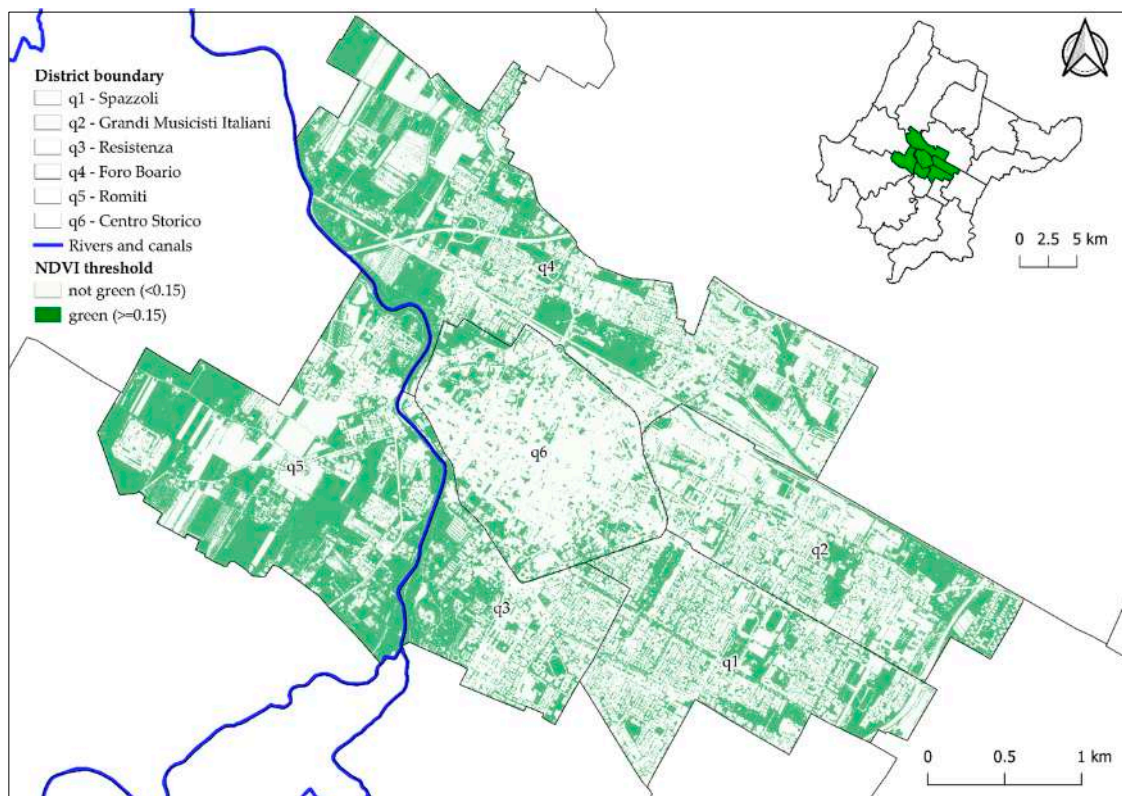 District boundary
q1 - Spazzoli
q2 - Grandi Musicisti Italiani
q3 - Resistenza
q4 - Foro Boario
q5 - Romiti
q6 - Centro Storico
Rivers and canals
NDVI threshold
not green (<0.15)
green (>=0.15)
0 2.5 5 km
q4
q6
q5
q2
q3
q1
0 0.5 1 km